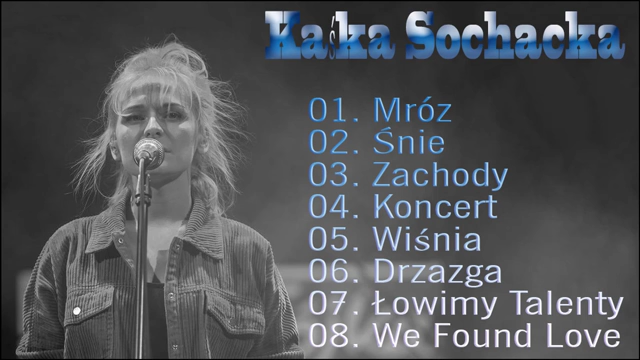 Kaśka Sochacka
01. Mróz
02. Śnie
03. Zachody
04. Koncert
05. Wiśnia
06. Drzazga
07. Łowimy Talenty
08. We Found Love